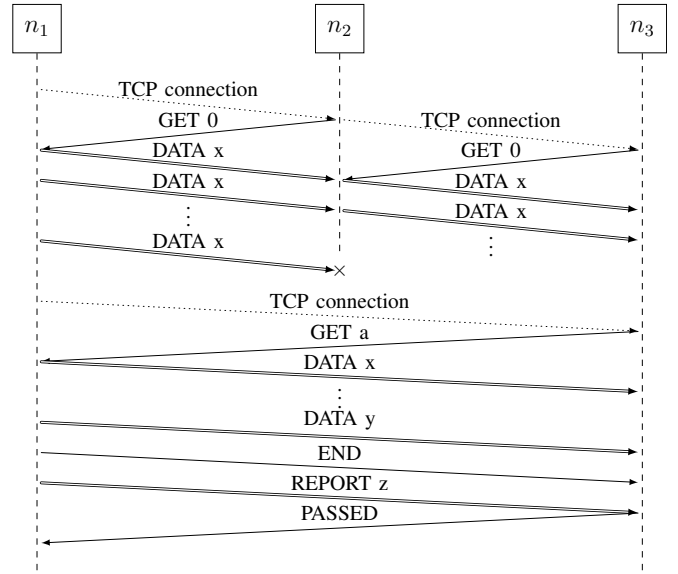 n1 n2 n3
TCP connection
GET 0 TCP connection
DATA x GET 0
DATA x DATA x
⋮ DATA x
DATA x ⋮
×
TCP connection
GET a
DATA x
⋮
DATA y
END
REPORT z
PASSED